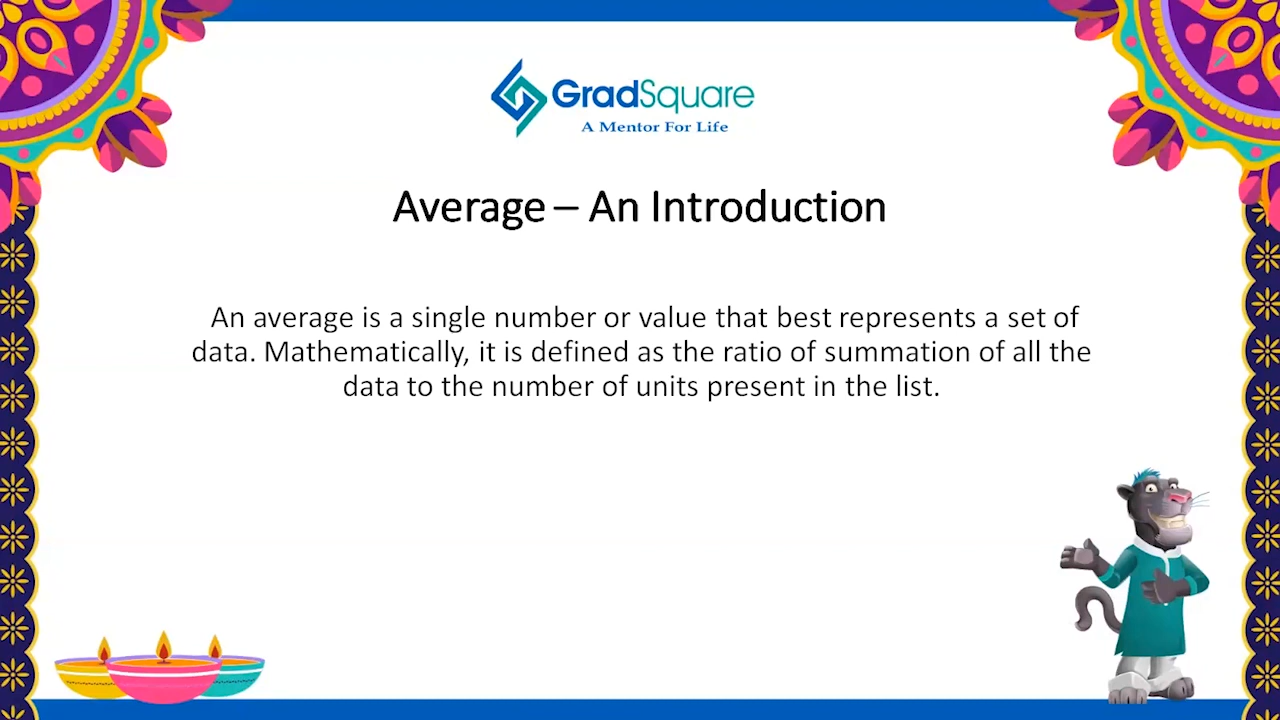 GradSquare
A Mentor For Life
Average – An Introduction
An average is a single number or value that best represents a set of
data. Mathematically, it is defined as the ratio of summation of all the
data to the number of units present in the list.